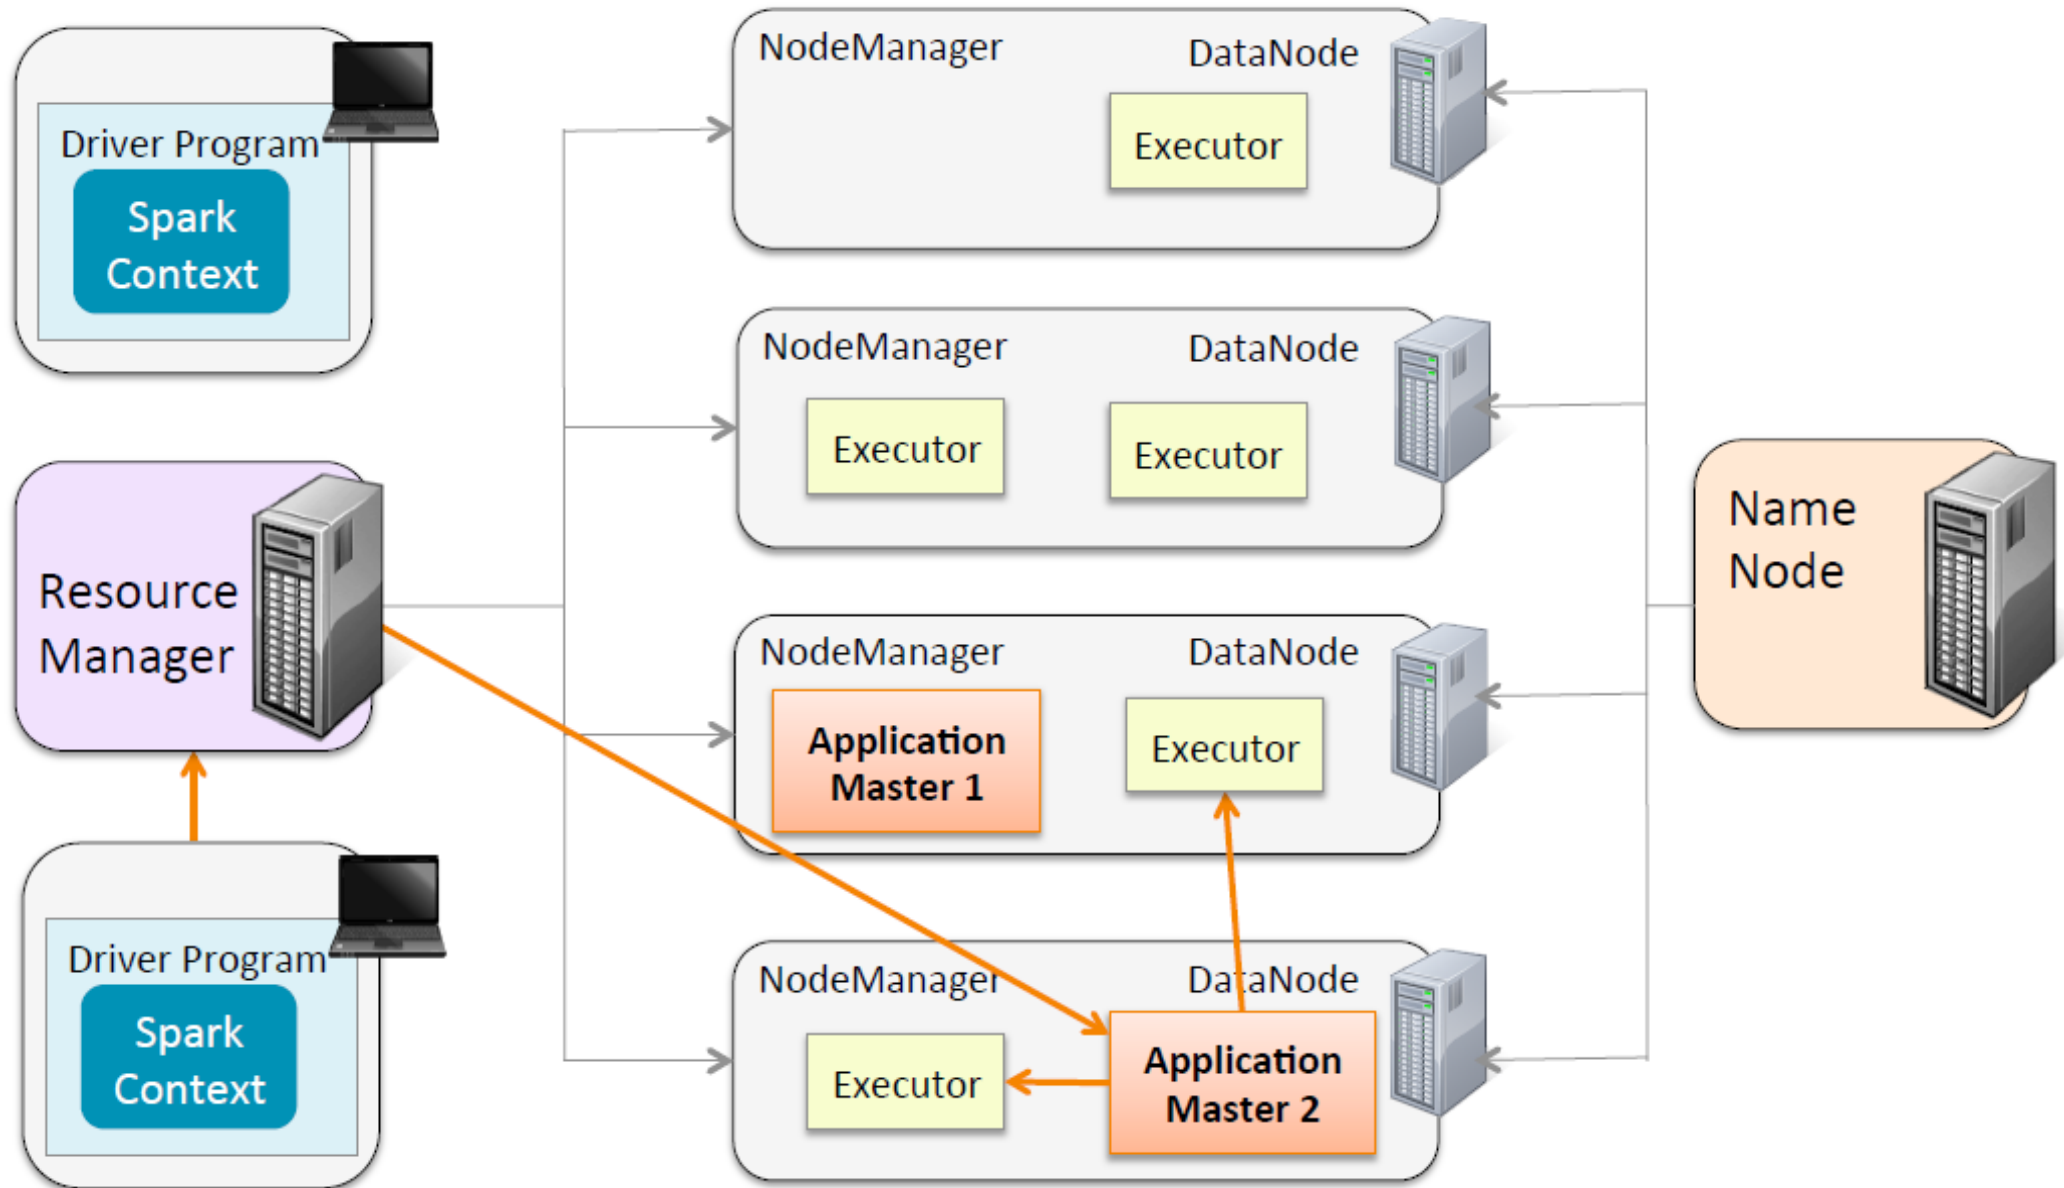 Driver Program
Spark
Context
Resource
Manager
Driver Program
Spark
Context
NodeManager
DataNode
Executor
NodeManager
DataNode
Executor
Executor
NodeManager
DataNode
Application
Master 1
Executor
NodeManager
DataNode
Executor
Application
Master 2
Name
Node